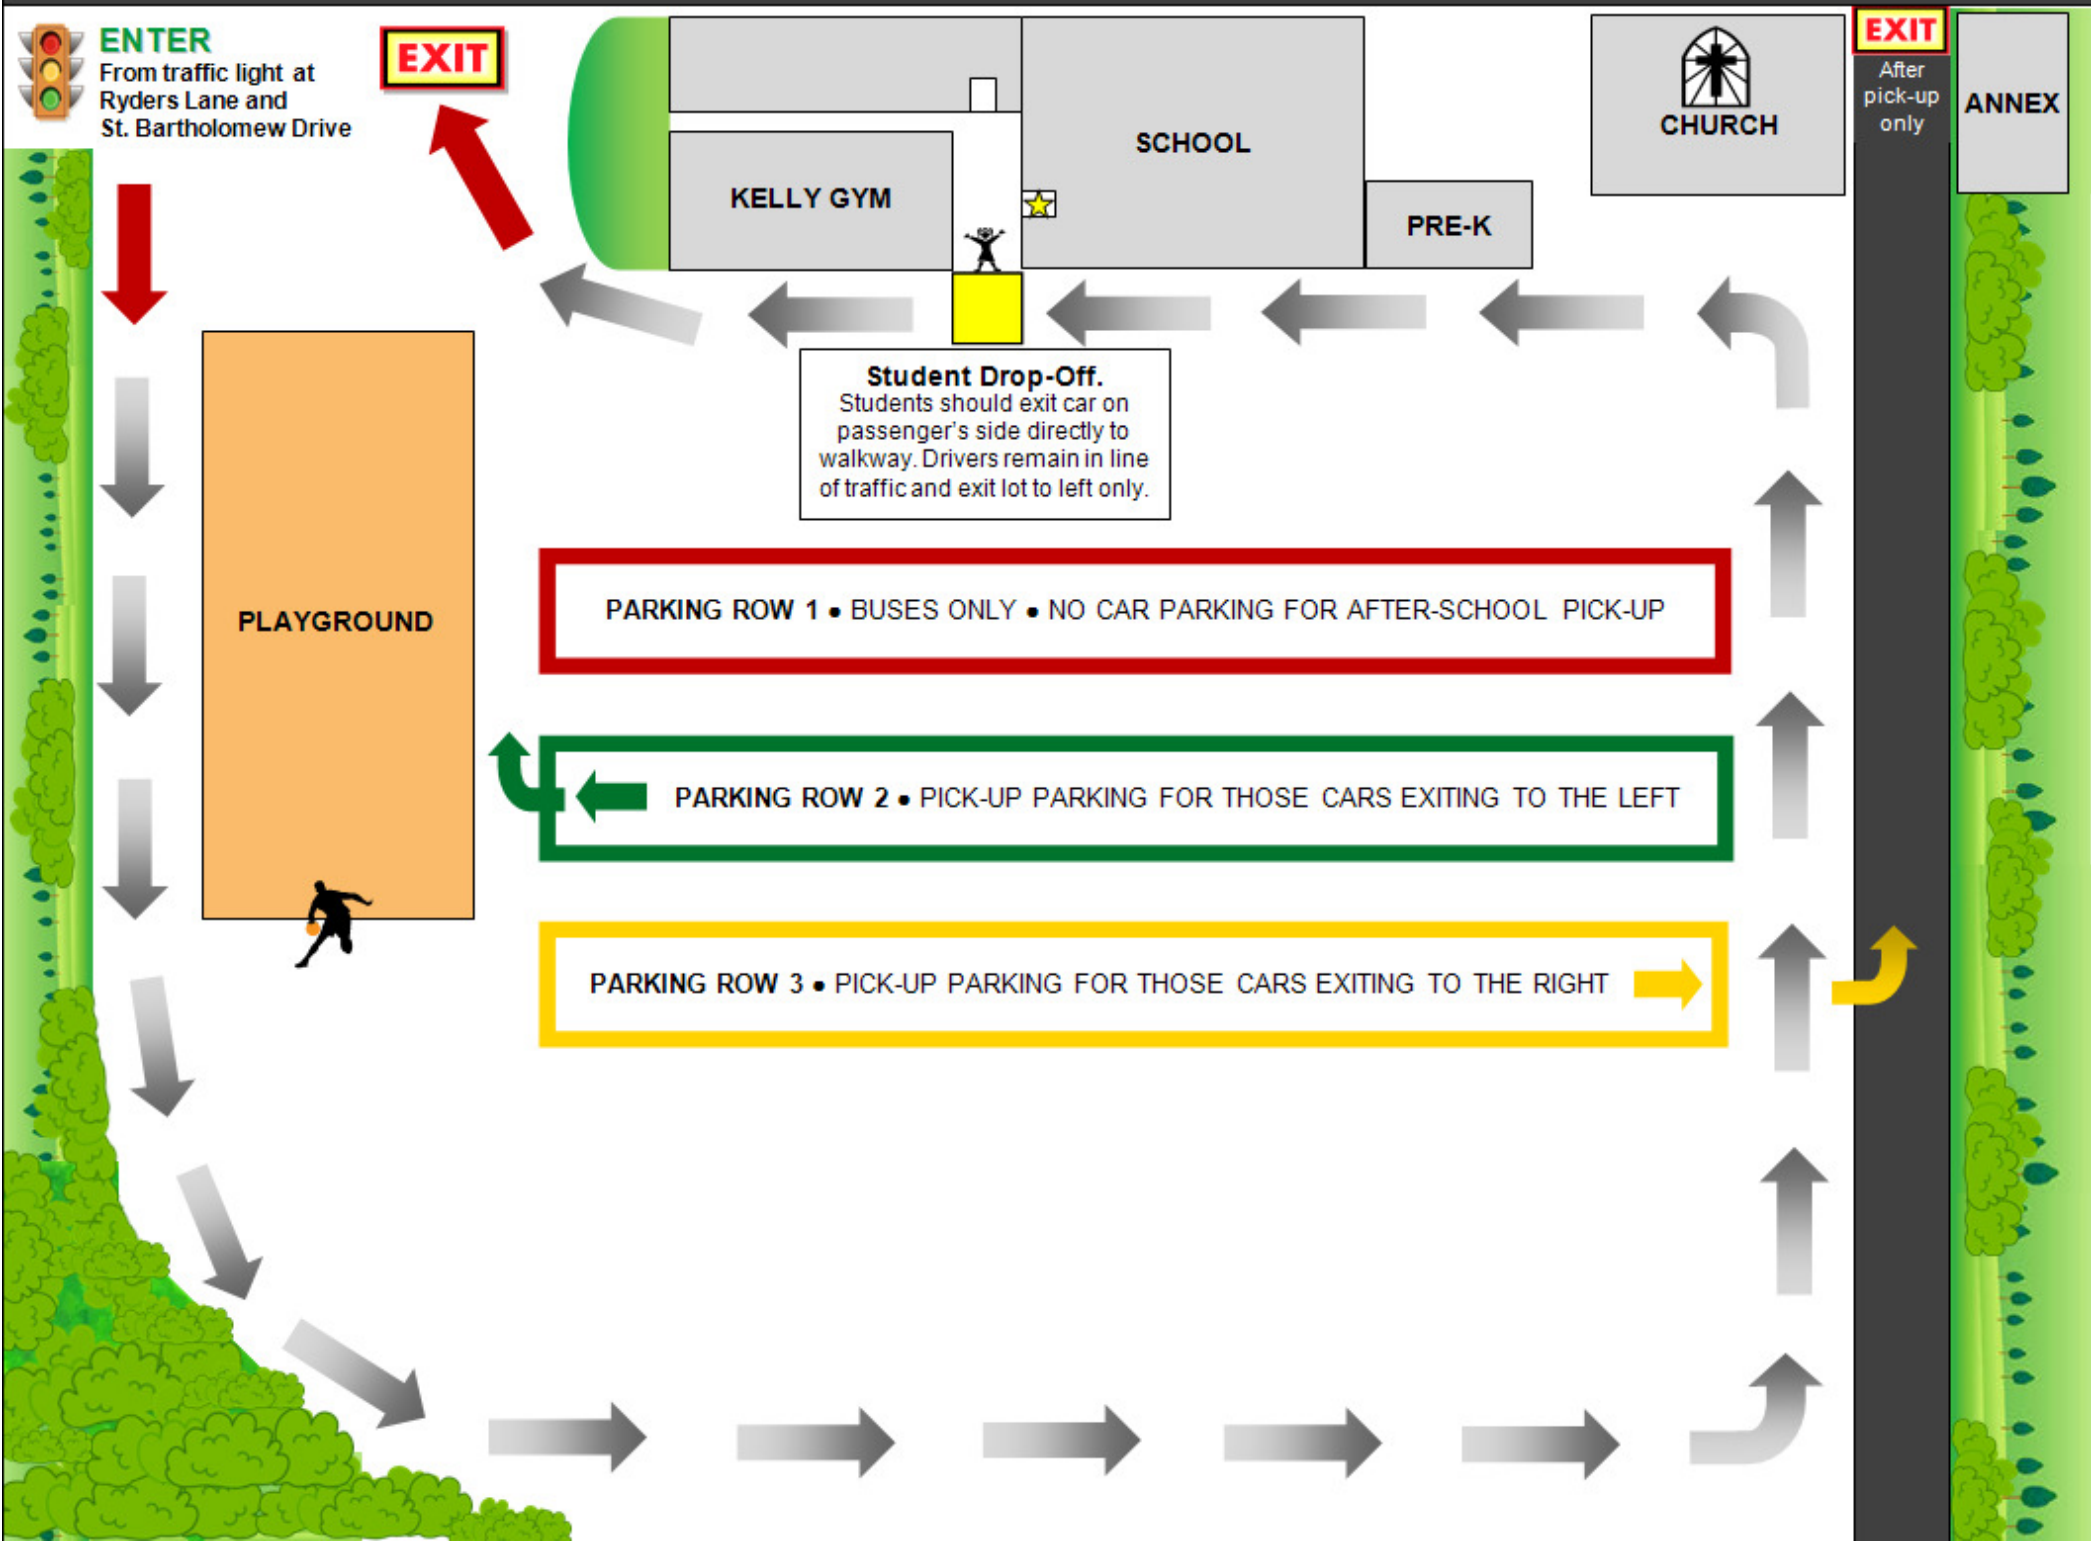 ENTER
From traffic light at
Ryders Lane and
St. Bartholomew Drive
EXIT
SCHOOL
KELLY GYM
PRE-K
CHURCH
EXIT
After
pick-up
only
ANNEX
Student Drop-Off.
Students should exit car on
passenger's side directly to
walkway. Drivers remain in line
of traffic and exit lot to left only.
PLAYGROUND
PARKING ROW 1 ● BUSES ONLY ● NO CAR PARKING FOR AFTER-SCHOOL PICK-UP
PARKING ROW 2 ● PICK-UP PARKING FOR THOSE CARS EXITING TO THE LEFT
PARKING ROW 3 ● PICK-UP PARKING FOR THOSE CARS EXITING TO THE RIGHT